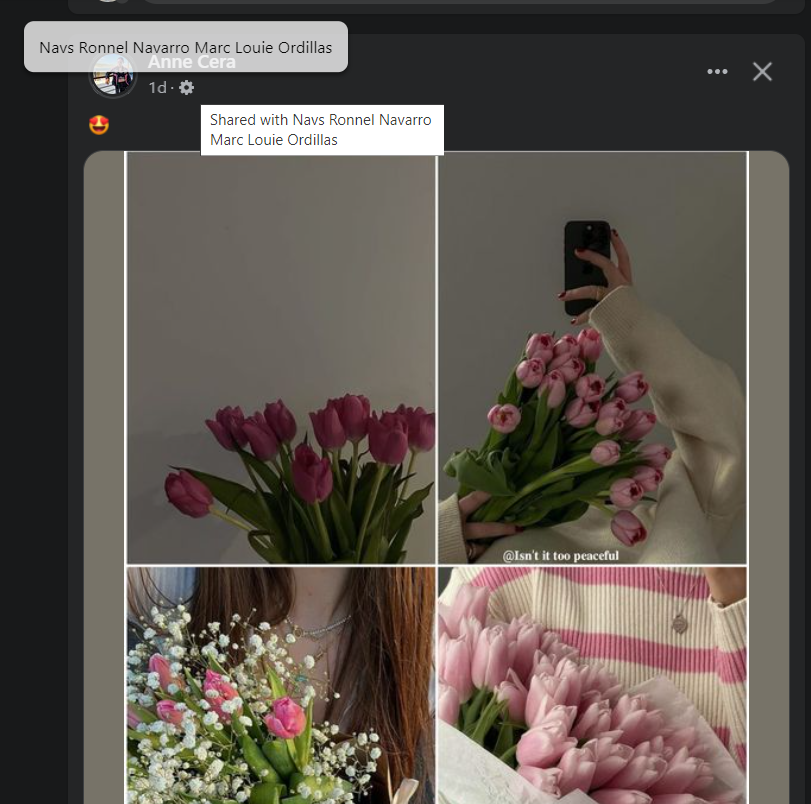 Navs Ronnel Navarro Marc Louie Ordillas
Anne Cera
1d ·
Shared with Navs Ronnel Navarro
Marc Louie Ordillas
@Isn't it too peaceful